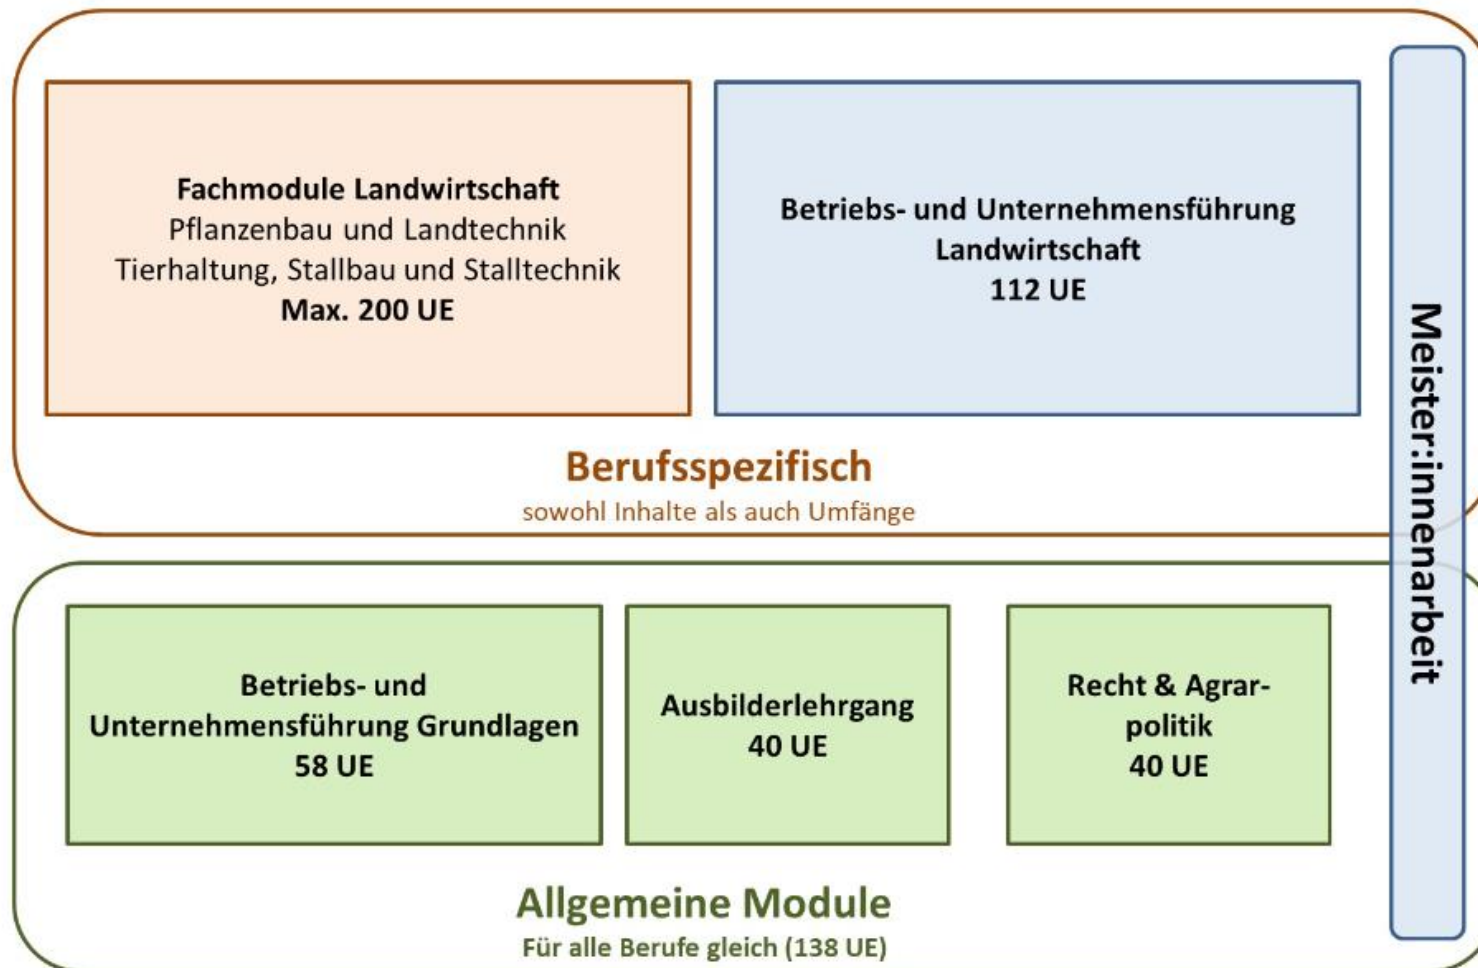 Fachmodule Landwirtschaft
Pflanzenbau und Landtechnik
Tierhaltung, Stallbau und Stalltechnik
Max. 200 UE
Betriebs- und Unternehmensführung
Landwirtschaft
112 UE
Berufsspezifisch
sowohl Inhalte als auch Umfänge
Meister:innenarbeit
Betriebs- und
Unternehmensführung Grundlagen
58 UE
Ausbilderlehrgang
40 UE
Recht & Agrar-
politik
40 UE
Allgemeine Module
Für alle Berufe gleich (138 UE)